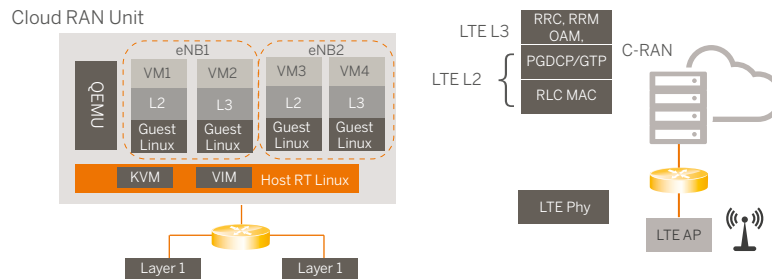 Cloud RAN Unit
eNB1
eNB2
QEMU
VM1
VM2
VM3
VM4
L2
L3
L2
L3
Guest
Linux
Guest
Linux
Guest
Linux
Guest
Linux
KVM
VIM
Host RT Linux
Layer 1
Layer 1
LTE L3
RRC, RRM
OAM,
C-RAN
LTE L2
PGDCP/GTP
RLC MAC
LTE Phy
LTE AP